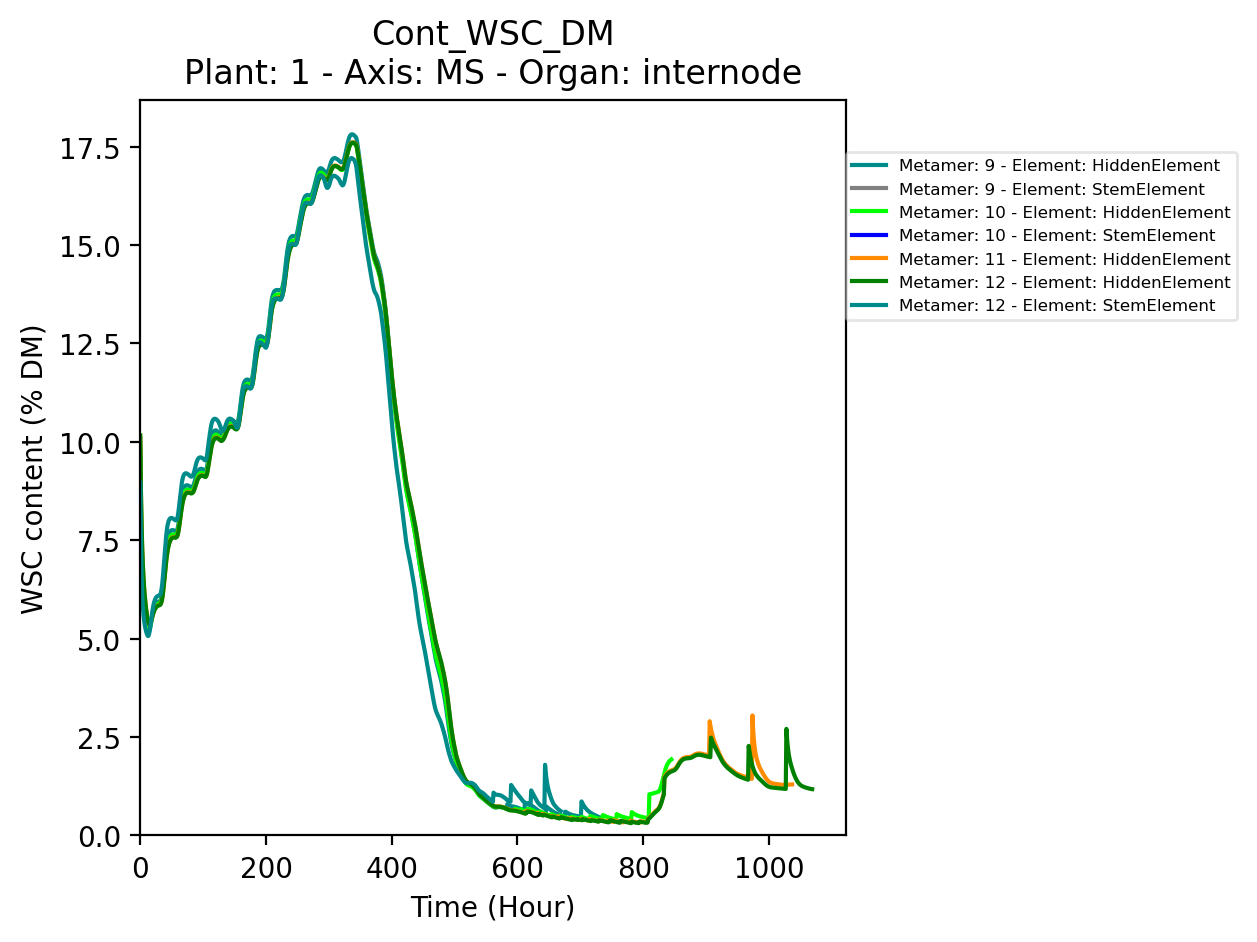 Cont_WSC_DM
Plant: 1 - Axis: MS - Organ: internode
17.5
15.0
12.5
10.0
7.5
5.0
2.5
0.0
WSC content (% DM)
0
200
400
600
800
1000
Time (Hour)
Metamer: 9 - Element: HiddenElement
Metamer: 9 - Element: StemElement
Metamer: 10 - Element: HiddenElement
Metamer: 10 - Element: StemElement
Metamer: 11 - Element: HiddenElement
Metamer: 12 - Element: HiddenElement
Metamer: 12 - Element: StemElement